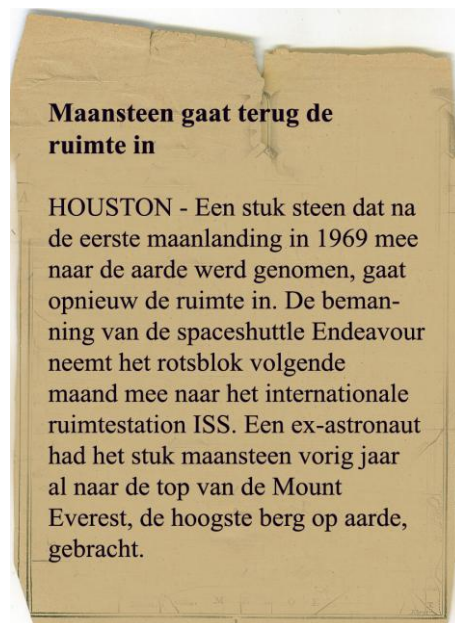 Maansteen gaat terug de
ruimte in
HOUSTON - Een stuk steen dat na
de eerste maanlanding in 1969 mee
naar de aarde werd genomen, gaat
opnieuw de ruimte in. De beman-
ning van de spaceshuttle Endeavour
neemt het rotsblok volgende
maand mee naar het internationale
ruimtestation ISS. Een ex-astronaut
had het stuk maansteen vorig jaar
al naar de top van de Mount
Everest, de hoogste berg op aarde,
gebracht.